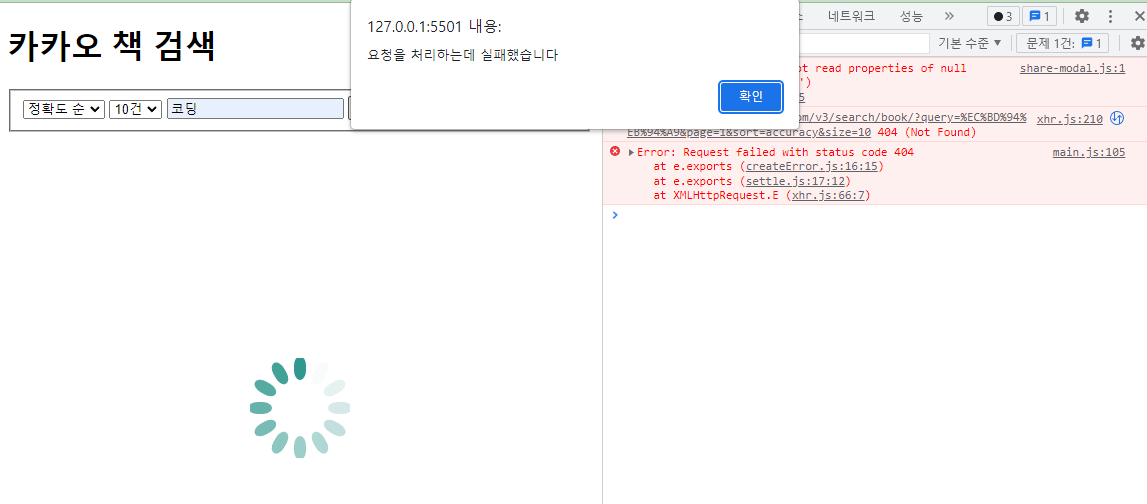 카카오 책 검색
정확도 순 10건 코딩
127.0.0.1:5501 내용:
요청을 처리하는데 실패했습니다
확인
네트워크 성능 » 3 1
기본 수준 ▼ 문제 1건: 1
ot read properties of null share-modal.js:1
')
5
om/v3/search/book/?query=%EC%BD%94% xhr.js:210
EB%94%A9&page=1&sort=accuracy&size=10 404 (Not Found)
Error: Request failed with status code 404 main.js:105
at e.exports (createError.js:16:15)
at e.exports (settle.js:17:12)
at XMLHttpRequest.E (xhr.js:66:7)